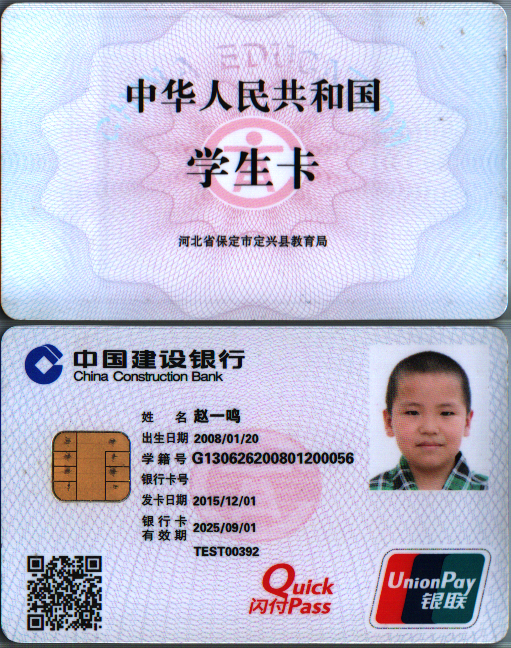 中华人民共和国
学生卡
河北省保定市定兴县教育局
中国建设银行
China Construction Bank
姓 名 赵一鸣
出生日期 2008/01/20
学籍号 G130626200801200056
银行卡号
发卡日期 2015/12/01
银行卡
有效期 2025/09/01
TEST00392
Quick
闪付Pass
UnionPay
银联